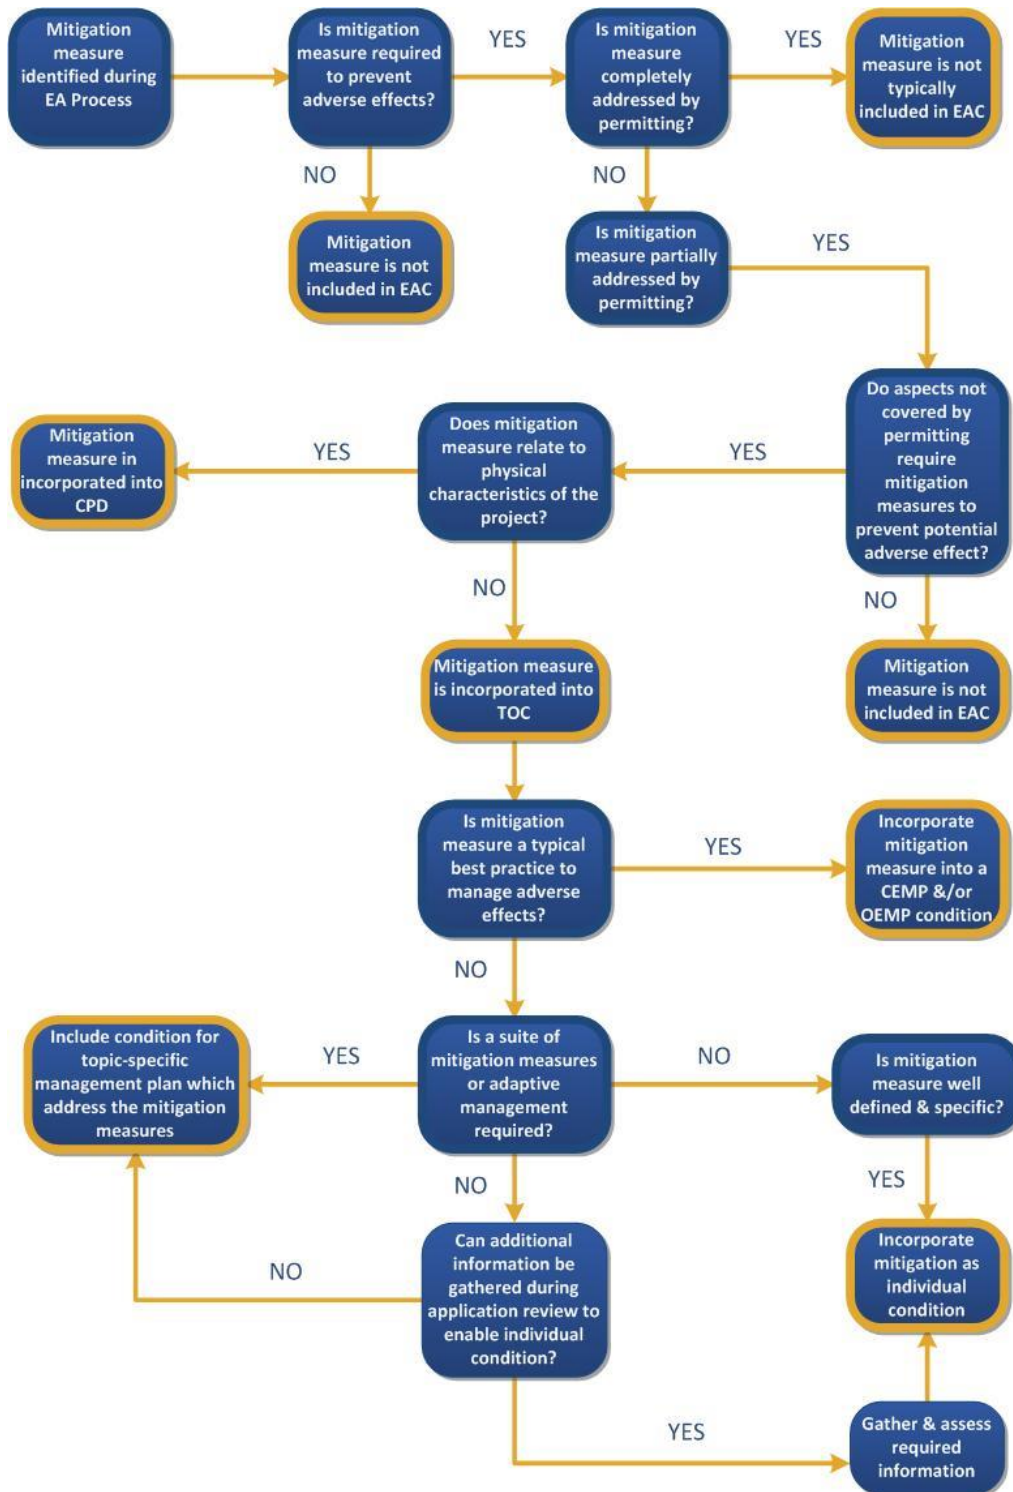 Mitigation
measure
identified during
EA Process
Is mitigation
measure required
to prevent
adverse effects?
YES
Is mitigation
measure
completely
addressed by
permitting?
YES
Mitigation
measure is not
typically
included in EAC
NO
NO
Mitigation
measure is not
included in EAC
Is mitigation
measure partially
addressed by
permitting?
YES
Do aspects not
covered by
permitting
require
mitigation
measures to
prevent potential
adverse effect?
YES
Does mitigation
measure relate to
physical
characteristics of the
project?
YES
Mitigation
measure in
incorporated into
CPD
NO
NO
Mitigation measure
is incorporated into
TOC
Mitigation
measure is not
included in EAC
Is mitigation
measure a typical
best practice to
manage adverse
effects?
YES
Incorporate
mitigation
measure into a
CEMP &/or
OEMP condition
NO
Include condition for
topic-specific
management plan which
address the mitigation
measures
YES
Is a suite of
mitigation measures
or adaptive
management
required?
NO
Is mitigation
measure well
defined & specific?
NO
YES
Can additional
information be
gathered during
application review to
enable individual
condition?
NO
Incorporate
mitigation as
individual
condition
YES
Gather & assess
required
information